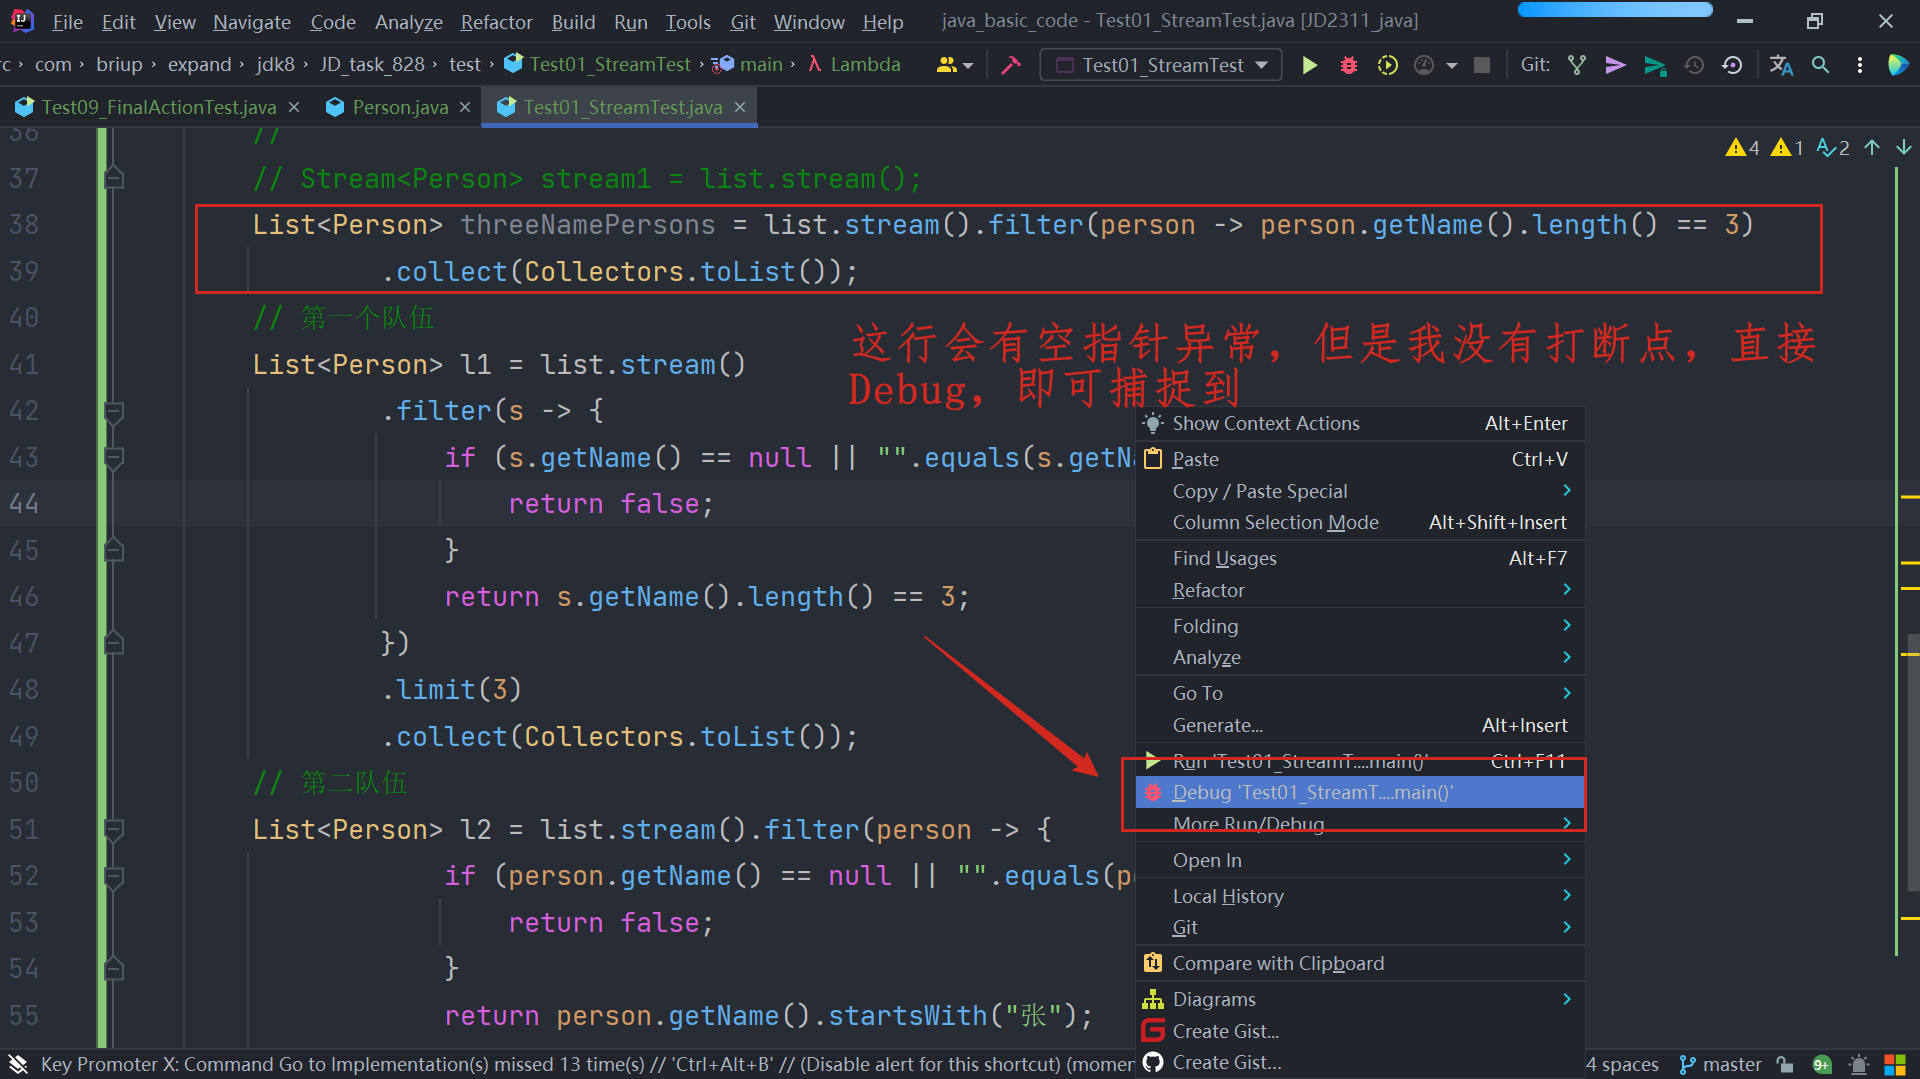 File Edit View Navigate Code Analyze Refactor Build Run Tools Git Window Help java_basic_code - Test01_StreamTest.java [JD2311_java]
rc › com › briup › expand › jdk8 › JD_task_828 › test › Test01_StreamTest › main › λ Lambda Test01_StreamTest Git:
Test09_FinalActionTest.java Person.java Test01_StreamTest.java
36 //
4 1 2
37 // Stream<Person> stream1 = list.stream();
38 List<Person> threeNamePersons = list.stream().filter(person -> person.getName().length() == 3)
39 .collect(Collectors.toList());
40 // 第一个队伍
这行会有空指针异常，但是我没有打断点，直接
Debug，即可捕捉到
41 List<Person> l1 = list.stream()
42 .filter(s -> {
43 if (s.getName() == null || "".equals(s.getNa
44 return false;
45 }
46 return s.getName().length() == 3;
47 })
48 .limit(3)
49 .collect(Collectors.toList());
50 // 第二队伍
51 List<Person> l2 = list.stream().filter(person -> {
52 if (person.getName() == null || "".equals(pe
53 return false;
54 }
55 return person.getName().startsWith("张");
Show Context Actions Alt+Enter
Paste Ctrl+V
Copy / Paste Special
Column Selection Mode Alt+Shift+Insert
Find Usages Alt+F7
Refactor
Folding
Analyze
Go To
Generate... Alt+Insert
Run 'Test01_StreamT....main()' Ctrl+F11
Debug 'Test01_StreamT....main()'
More Run/Debug
Open In
Local History
Git
Compare with Clipboard
Diagrams
Create Gist...
Create Gist...
Key Promoter X: Command Go to Implementation(s) missed 13 time(s) // 'Ctrl+Alt+B' // (Disable alert for this shortcut) (momen 4 spaces master 9+